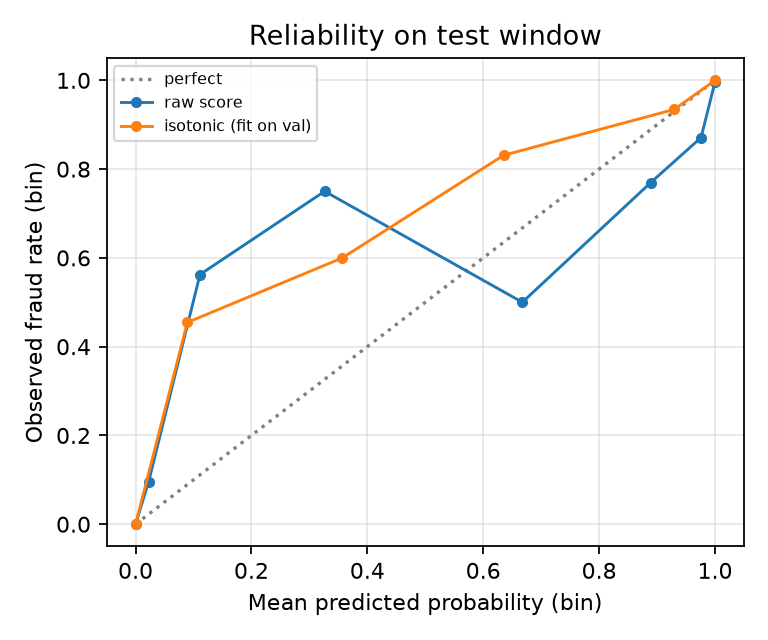 Reliability on test window
perfect
raw score
isotonic (fit on val)
1.0
0.8
0.6
0.4
0.2
0.0
Observed fraud rate (bin)
0.0 0.2 0.4 0.6 0.8 1.0
Mean predicted probability (bin)